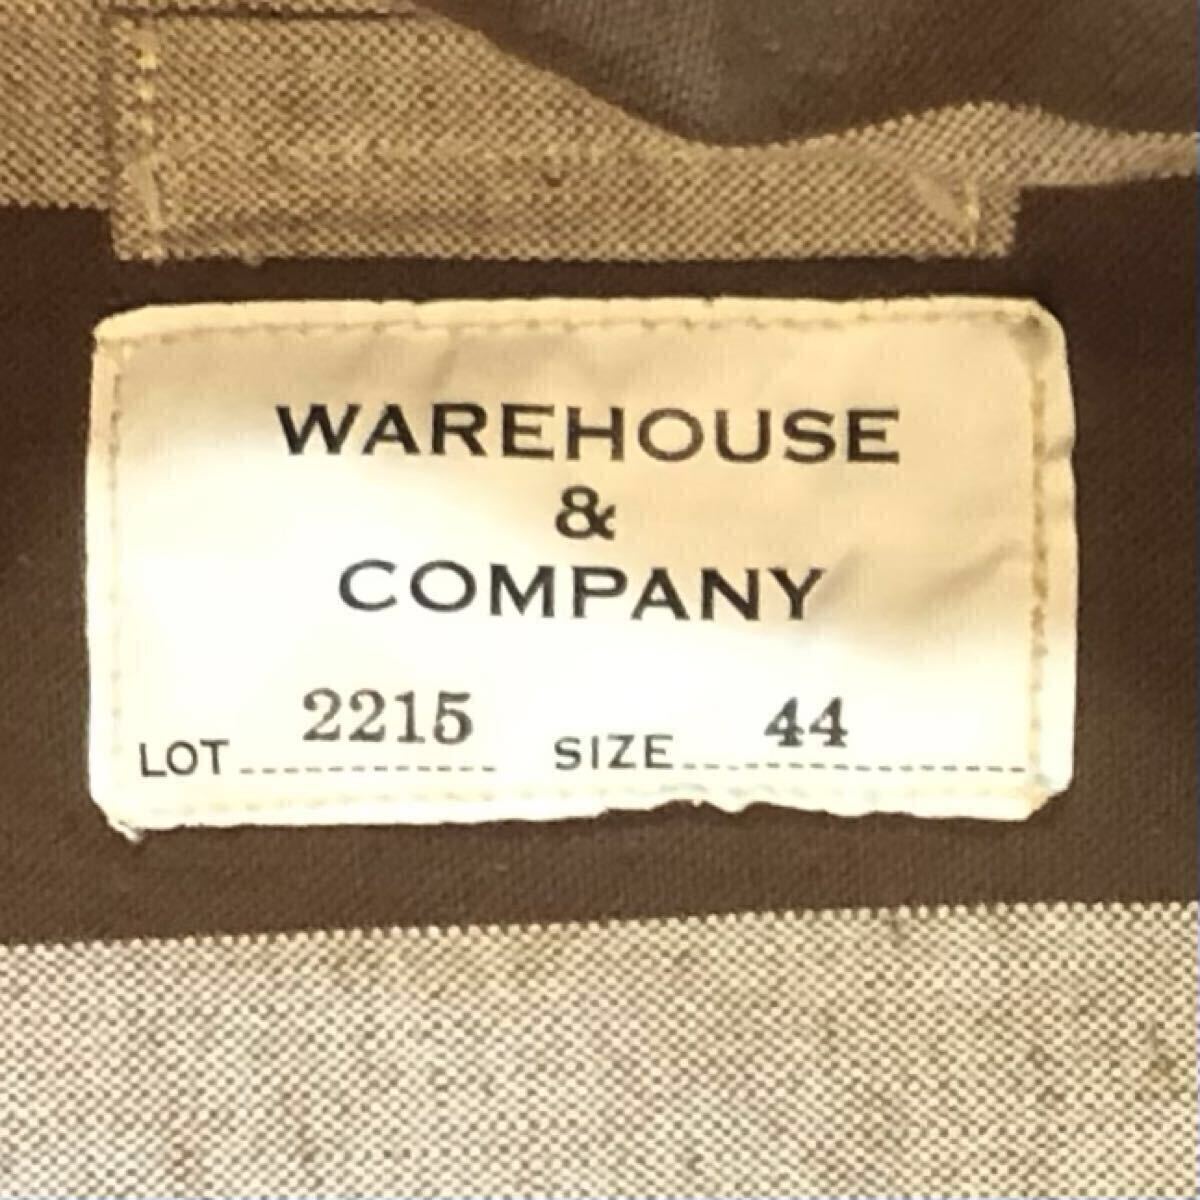 WAREHOUSE
&
COMPANY
LOT 2215 SIZE 44